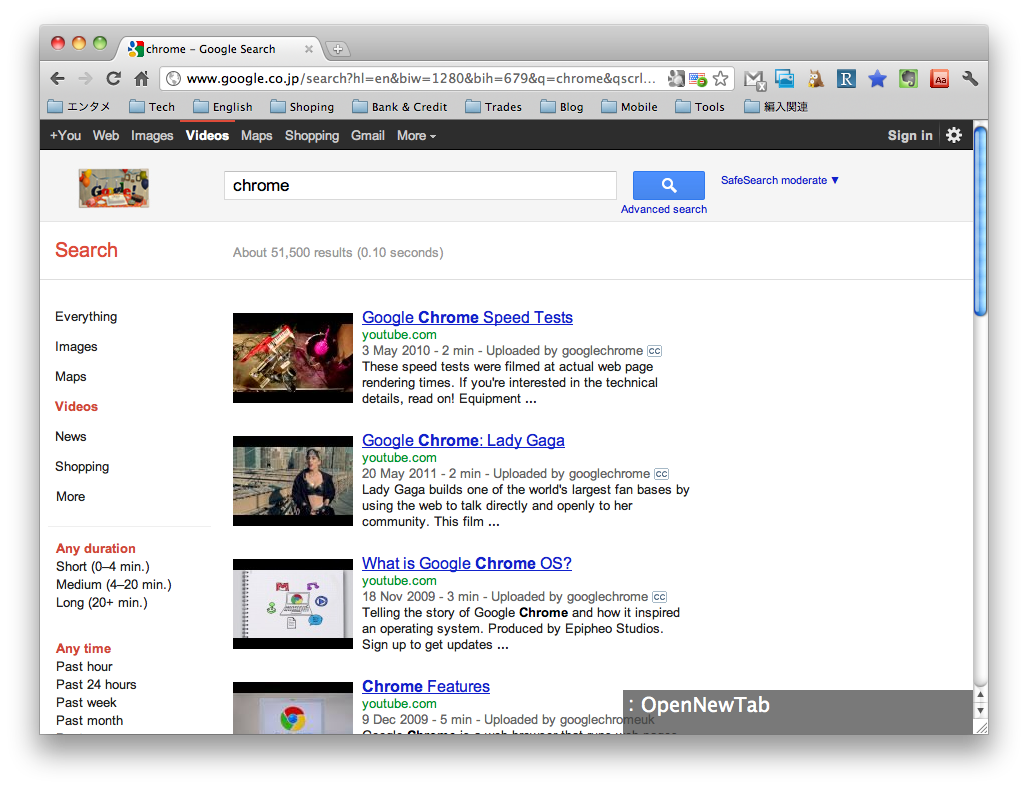 chrome - Google Search
www.google.co.jp/search?hl=en&biw=1280&bih=679&q=chrome&qscrl...
エンタメ Tech English Shoping Bank & Credit Trades Blog Mobile Tools 編入関連
+You Web Images Videos Maps Shopping Gmail More Sign in
Google!
chrome
SafeSearch moderate ▼
Advanced search
Search
About 51,500 results (0.10 seconds)
Everything
Images
Maps
Videos
News
Shopping
More
Any duration
Short (0–4 min.)
Medium (4–20 min.)
Long (20+ min.)
Any time
Past hour
Past 24 hours
Past week
Past month
Google Chrome Speed Tests
youtube.com
3 May 2010 - 2 min - Uploaded by googlechrome CC
These speed tests were filmed at actual web page
rendering times. If you're interested in the technical
details, read on! Equipment ...
Google Chrome: Lady Gaga
youtube.com
20 May 2011 - 2 min - Uploaded by googlechrome CC
Lady Gaga builds one of the world's largest fan bases by
using the web to talk directly and openly to her
community. This film ...
What is Google Chrome OS?
youtube.com
18 Nov 2009 - 3 min - Uploaded by googlechrome CC
Telling the story of Google Chrome and how it inspired
an operating system. Produced by Epipheo Studios.
Sign up to get updates ...
Chrome Features
youtube.com
9 Dec 2009 - 5 min - Uploaded by googlechromeuk
Google Chrome is a web browser that runs web pages
: OpenNewTab